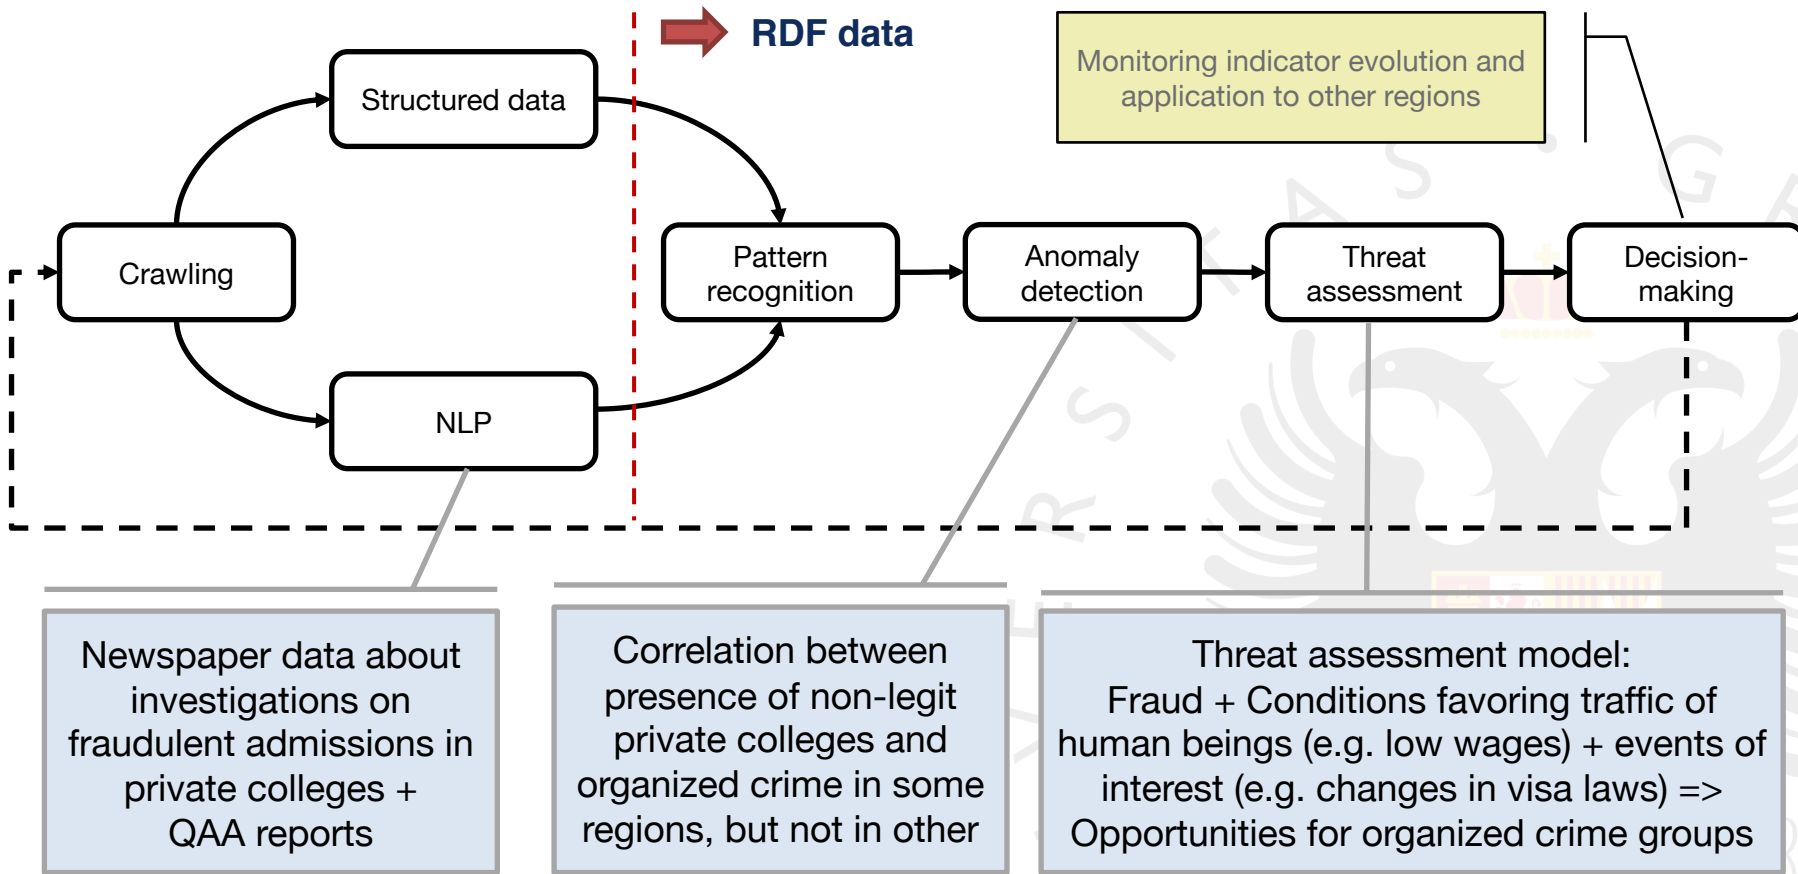 RDF data
Monitoring indicator evolution and
application to other regions
Structured data
Crawling
NLP
Pattern
recognition
Anomaly
detection
Threat
assessment
Decision-
making
Newspaper data about
investigations on
fraudulent admissions in
private colleges +
QAA reports
Correlation between
presence of non-legit
private colleges and
organized crime in some
regions, but not in other
Threat assessment model:
Fraud + Conditions favoring traffic of
human beings (e.g. low wages) + events of
interest (e.g. changes in visa laws) =>
Opportunities for organized crime groups
VERSITAS · GR